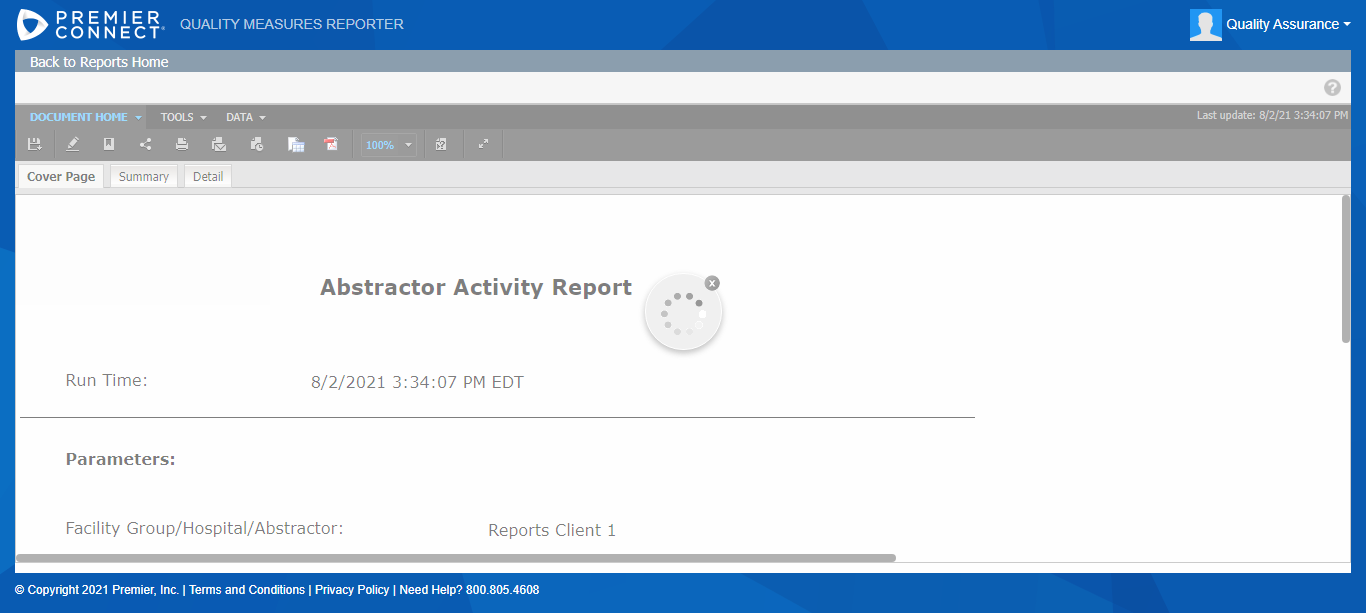 PREMIER
CONNECT
QUALITY MEASURES REPORTER
Quality Assurance
Back to Reports Home
?
DOCUMENT HOME TOOLS DATA
Last update: 8/2/21 3:34:07 PM
100%
Cover Page Summary Detail
Abstractor Activity Report
x
Run Time: 8/2/2021 3:34:07 PM EDT
Parameters:
Facility Group/Hospital/Abstractor: Reports Client 1
© Copyright 2021 Premier, Inc. | Terms and Conditions | Privacy Policy | Need Help? 800.805.4608